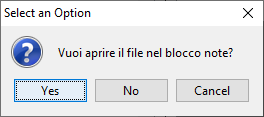 Select an Option
Vuoi aprire il file nel blocco note?
Yes No Cancel